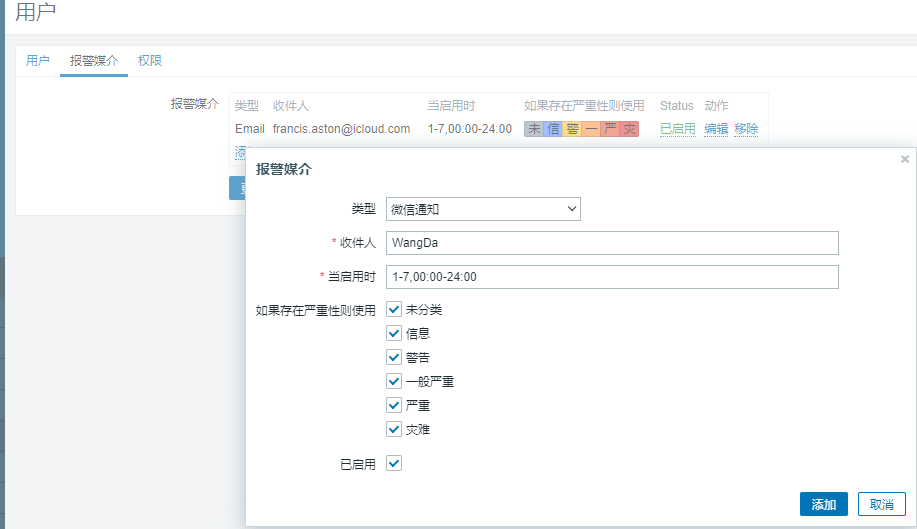 用户
用户 报警媒介 权限
报警媒介 类型 收件人 当启用时 如果存在严重性则使用 Status 动作
Email francis.aston@icloud.com 1-7,00:00-24:00 未 信 警 一 严 灾 已启用 编辑 移除
报警媒介
类型 微信通知
* 收件人 WangDa
* 当启用时 1-7,00:00-24:00
如果存在严重性则使用 未分类
信息
警告
一般严重
严重
灾难
已启用
添加 取消